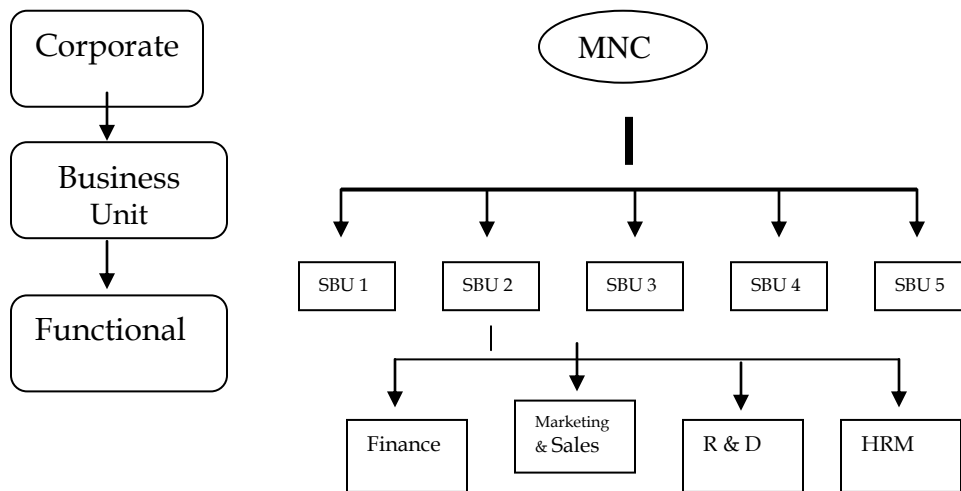 Corporate
MNC
Business
Unit
SBU 1
SBU 2
SBU 3
SBU 4
SBU 5
Functional
Finance
Marketing
& Sales
R & D
HRM